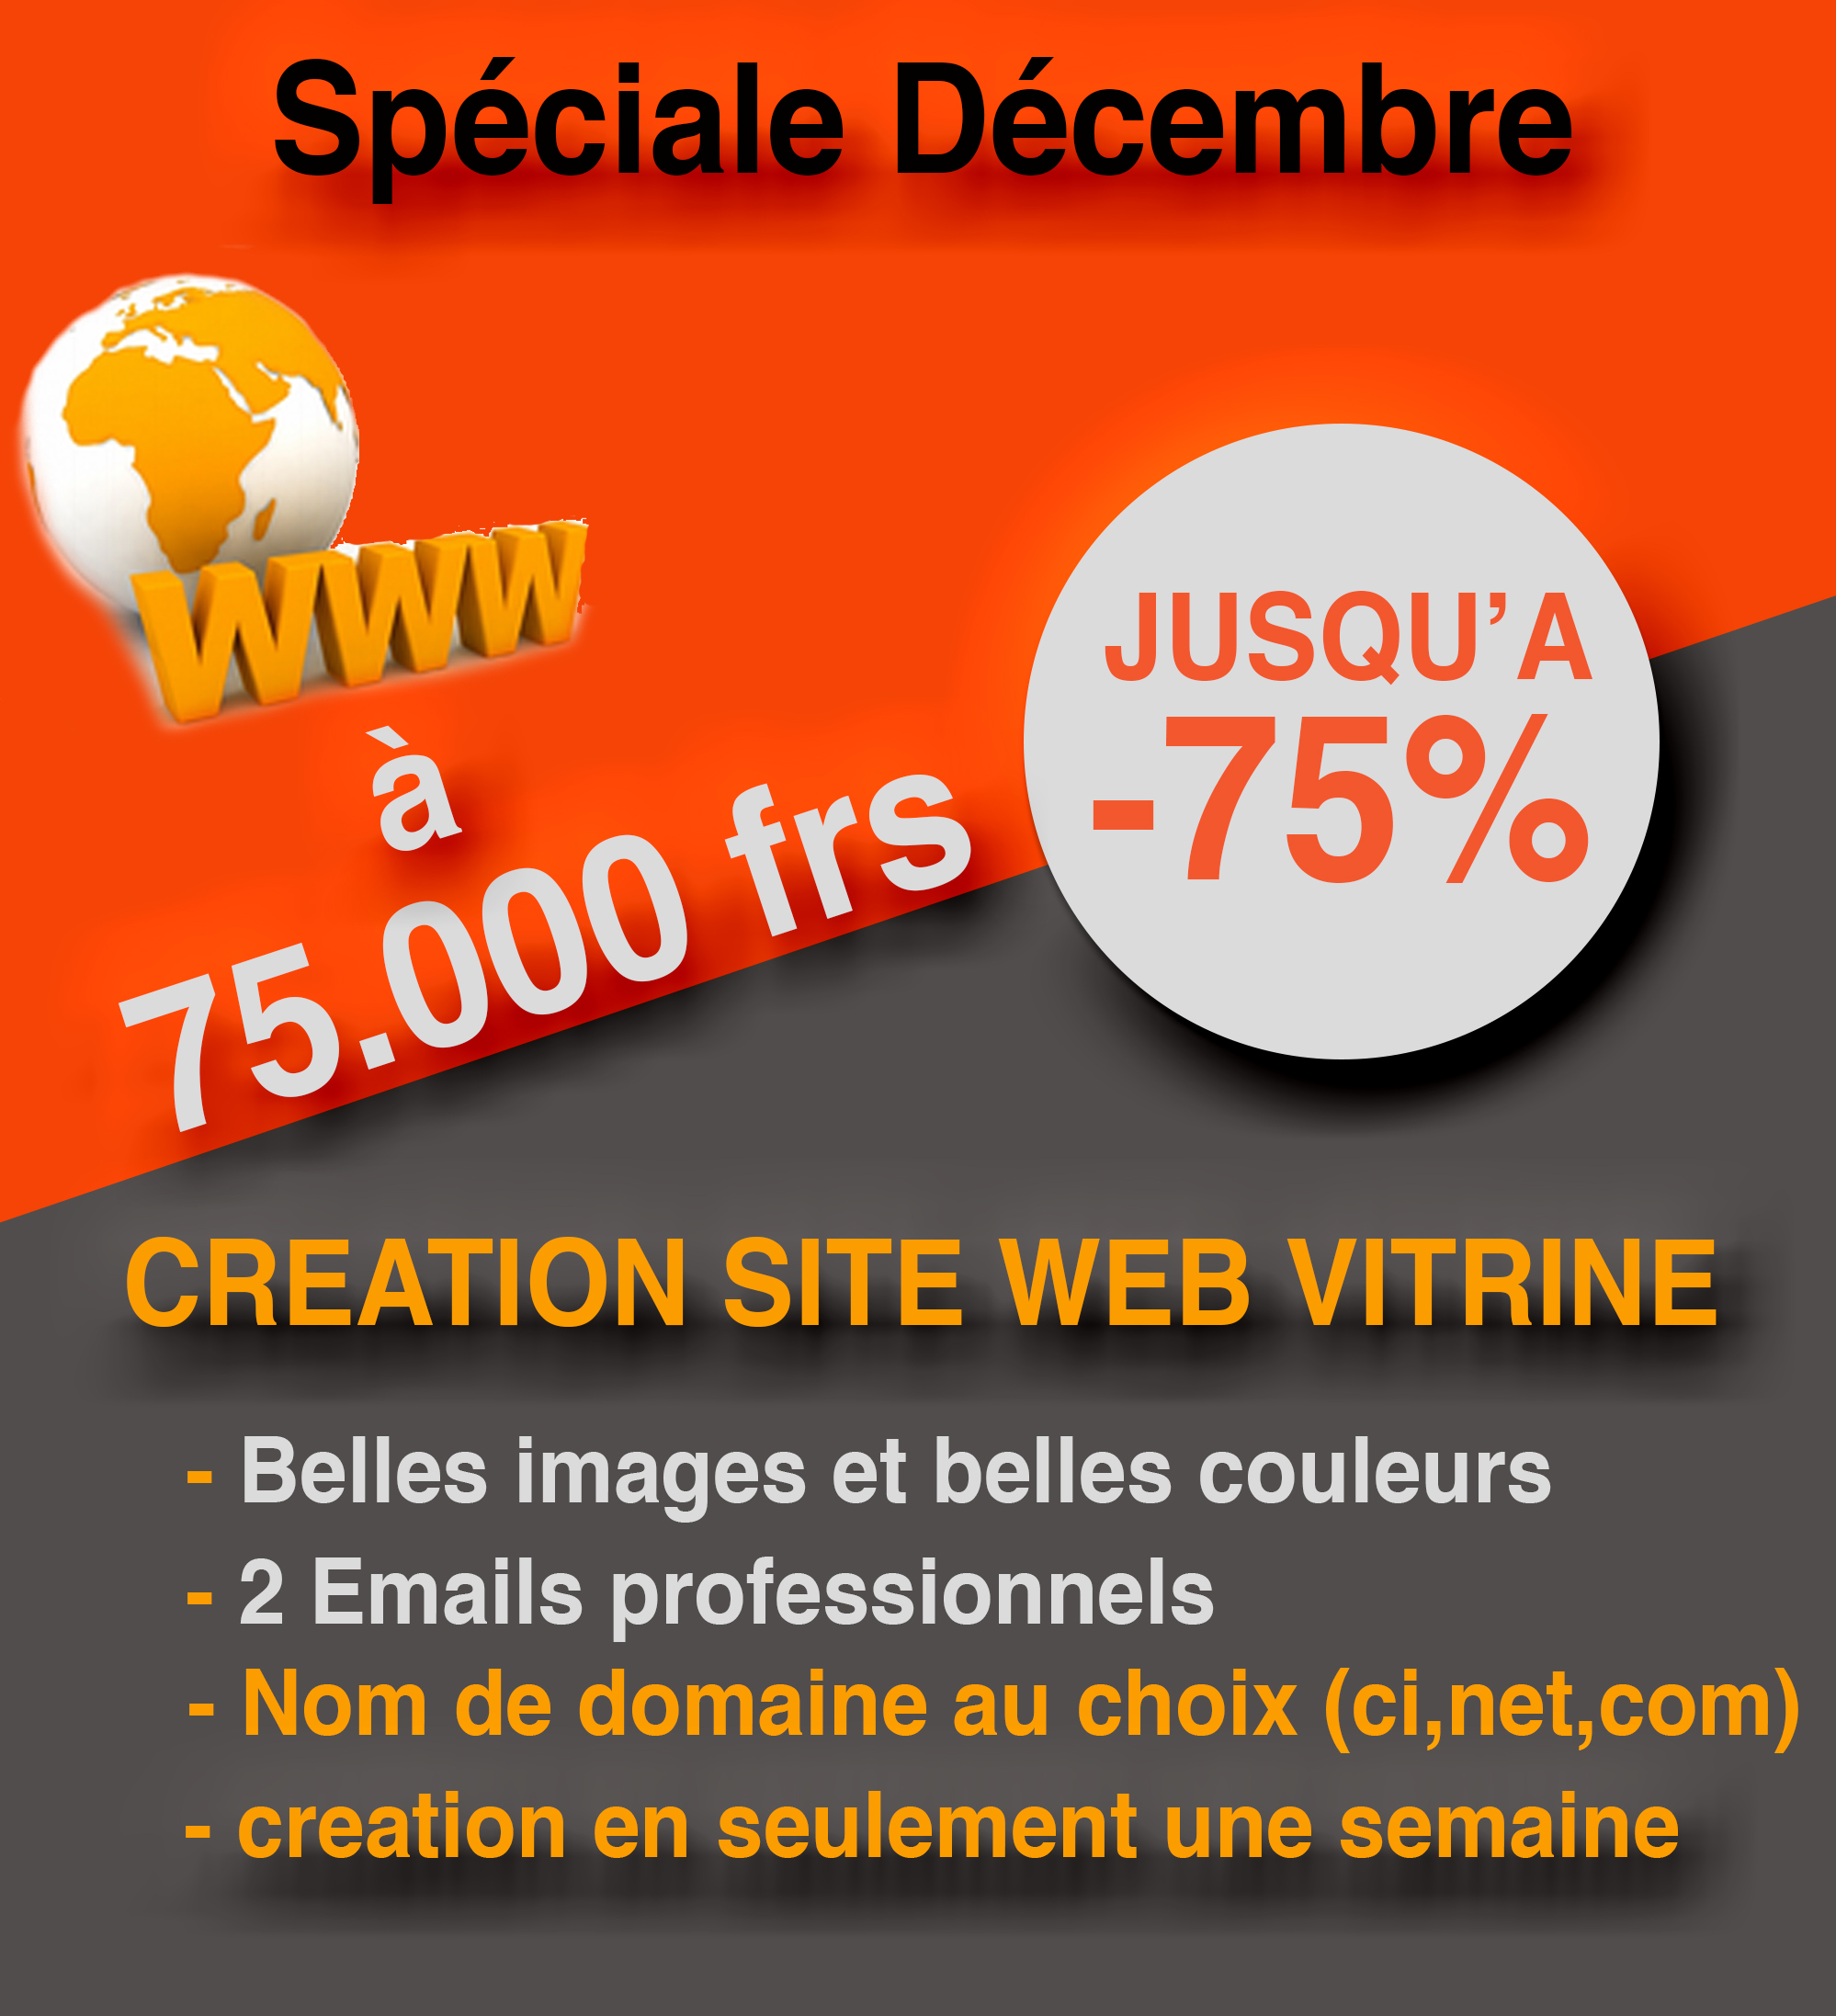 Spéciale Décembre
www
à
75.000 frs
JUSQU’A
-75%
CREATION SITE WEB VITRINE
- Belles images et belles couleurs
- 2 Emails professionnels
- Nom de domaine au choix (ci,net,com)
- creation en seulement une semaine